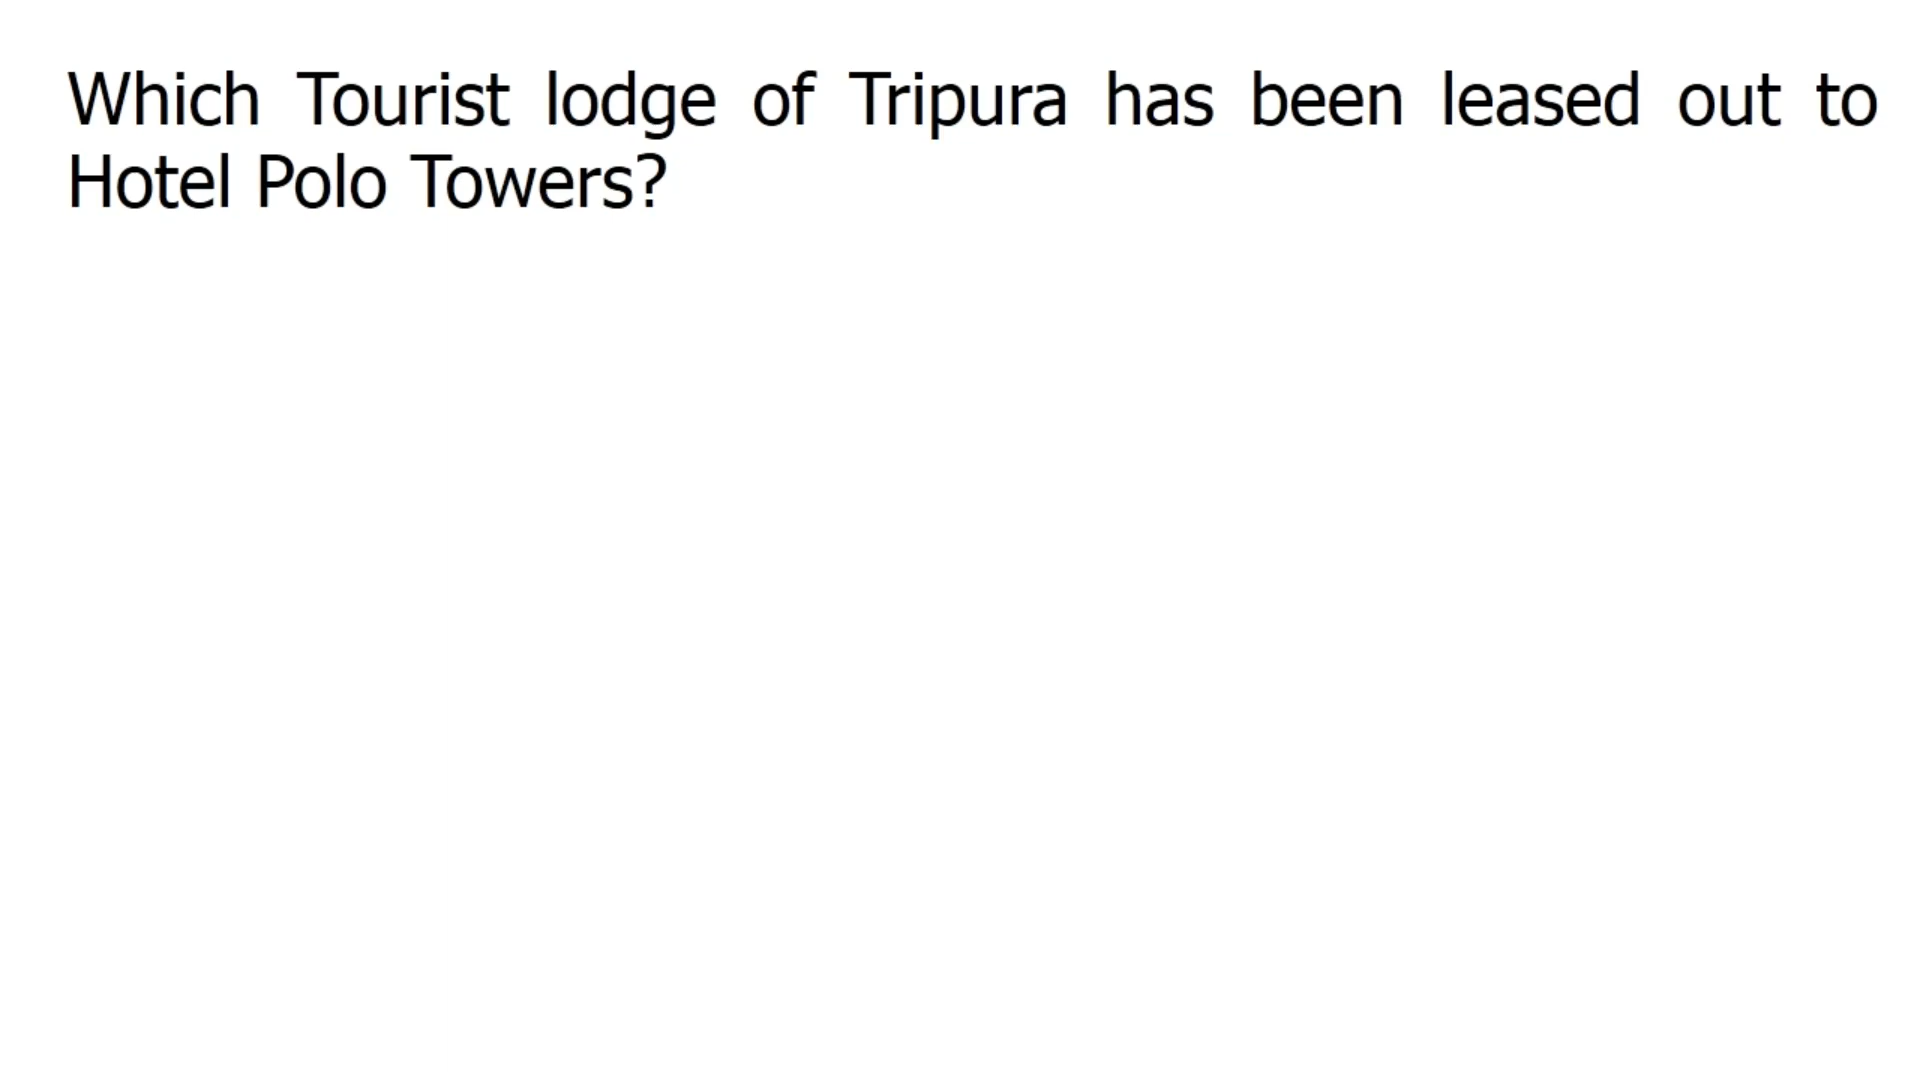 Which Tourist lodge of Tripura has been leased out to
Hotel Polo Towers?